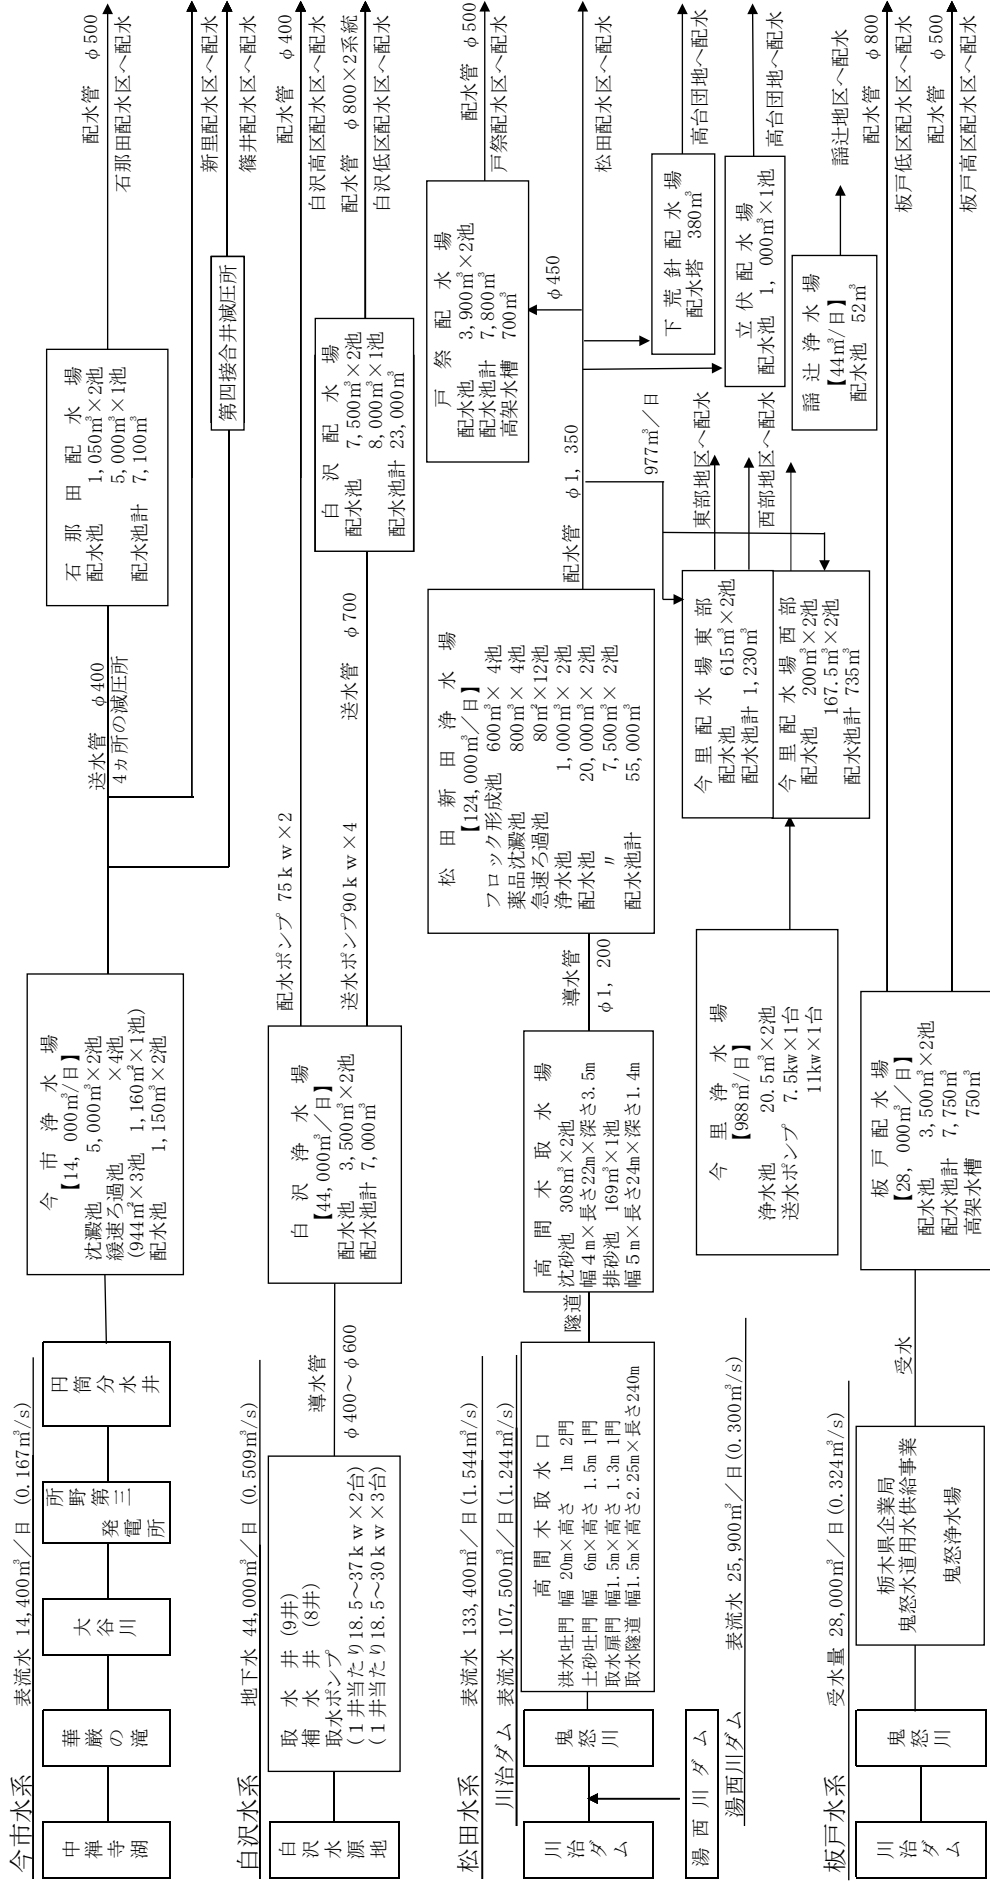 今市水系　表流水 14,400m³／日 (0.167m³/s)
中禅寺湖
華厳の滝
大谷川
所野第三発電所
円筒分水井
今　市　浄　水　場
【14, 000m³/日】
沈澱池　　　5,000m³×2池
緩速ろ過池　　　　×4池
(944㎡×3池　1,160㎡×1池)
配水池　　　1,150m³×2池
送水管　φ400
4ヵ所の減圧所
石　那　田　配　水　場
配水池　　1,050m³×2池
5,000m³×1池
配水池計　7,100m³
配水管　φ500
石那田配水区へ配水
新里配水区へ配水
第四接合井減圧所
篠井配水区へ配水
白沢水系　地下水 44,000m³／日 (0.509m³/s)
白沢水源地
取　水　井　(9井)
補　水　井　(8井)
取水ポンプ
(１井当たり18.5～37ｋｗ×2台)
(１井当たり18.5～30ｋｗ×3台)
導水管
φ400～φ600
白　沢　浄　水　場
【44,000m³／日】
配水池　　3,500m³×2池
配水池計 7,000m³
配水ポンプ 75ｋｗ×2
送水ポンプ90ｋｗ×4
送水管　φ700
白　沢　配　水　場
配水池　　7,500m³×2池
8,000m³×1池
配水池計 23,000m³
配水管　φ400
白沢高区配水区へ配水
配水管　φ800×2系統
白沢低区配水区へ配水
松田水系　表流水 133,400m³／日(1.544m³/s)
川治ダム　表流水 107,500m³／日(1.244m³/s)
川治ダム
鬼怒川
高　間　木　取　水　口
洪水吐門　幅 20m×高さ　1m 2門
土砂吐門　幅　6m×高さ 1.5m 1門
取水扉門　幅1.5m×高さ1.3m 1門
取水隧道　幅1.5m×高さ2.25m×長さ240m
隧道
高　間　木　取　水　場
沈砂池　308m³×2池
幅４m×長さ22m×深さ3.5m
排砂池　169m³×1池
幅５m×長さ24m×深さ1.4m
導水管
φ1, 200
松　田　新　田　浄　水　場
【124,000m³／日】
フロック形成池　600m³× 4池
薬品沈澱池　　　800m³× 4池
急速ろ過池　　　80㎡×12池
浄水池　　　　1,000m³× 2池
配水池　　　　20,000m³× 2池
〃　　　　　7,500m³× 2池
配水池計　　　55,000m³
配水管　φ1, 350
φ450
戸　祭　配　水　場
配水池　　3,900m³×2池
配水池計　7,800m³
高架水槽　700m³
配水管　φ500
戸祭配水区へ配水
松田配水区へ配水
下　荒　針　配　水　場
配水塔　380m³
高台団地へ配水
立　伏　配　水　場
配水池　1, 000m³×1池
高台団地へ配水
977m³／日
湯　西　川　ダ　ム
湯西川ダム　表流水 25,900m³／日(0.300m³/s)
今　里　浄　水　場
【988m³/日】
浄水池　　20.5m³×2池
送水ポンプ　7.5kw×1台
11kw×1台
今 里 配 水 場 東 部
配水池　　615m³×2池
配水池計 1,230m³
東部地区へ配水
今 里 配 水 場 西 部
配水池　　200m³×2池
167.5m³×2池
配水池計 735m³
西部地区へ配水
謡　辻　浄　水　場
【44m³/日】
配水池　52m³
謡辻地区へ配水
板戸水系　受水量 28,000m³／日(0.324m³/s)
川治ダム
鬼怒川
栃木県企業局
鬼怒水道用水供給事業
鬼怒浄水場
受水
板 戸 配 水 場
【28, 000m³／日】
配水池　　3,500m³×2池
配水池計　7,750m³
高架水槽　　750m³
配水管　φ800
板戸低区配水区へ配水
配水管　φ500
板戸高区配水区へ配水